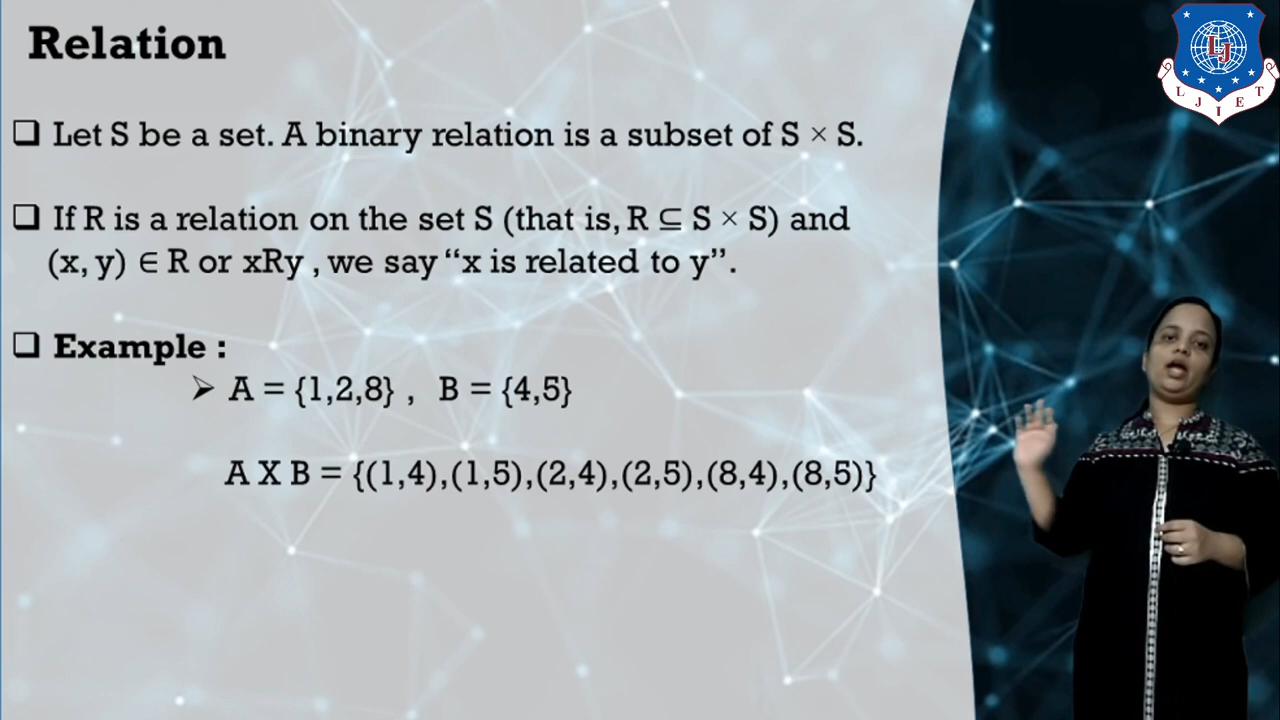 Relation
❑ Let S be a set. A binary relation is a subset of S × S.
❑ If R is a relation on the set S (that is, R ⊆ S × S) and
(x, y) ∈ R or xRy , we say “x is related to y”.
❑ Example :
➢ A = {1,2,8} , B = {4,5}
A X B = {(1,4),(1,5),(2,4),(2,5),(8,4),(8,5)}
LJ
L J I E T